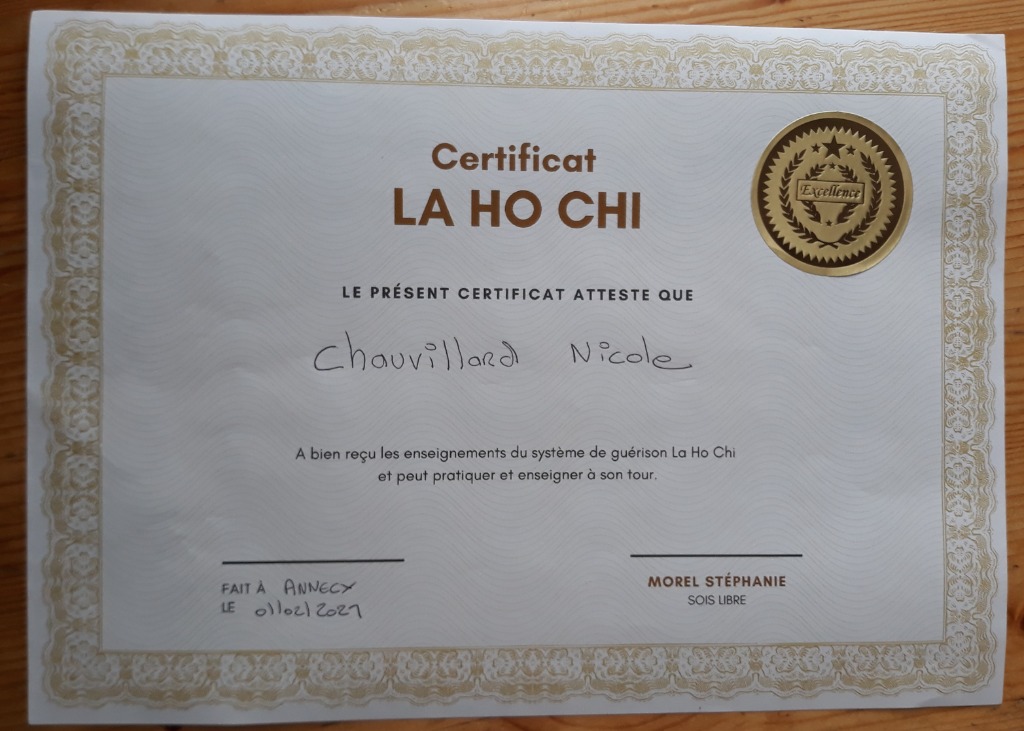 Certificat
LA HO CHI
Excellence
LE PRÉSENT CERTIFICAT ATTESTE QUE
Chauvillard Nicole
A bien reçu les enseignements du système de guérison La Ho Chi
et peut pratiquer et enseigner à son tour.
FAIT À ANNECY
LE 01/02/2021
MOREL STÉPHANIE
SOIS LIBRE